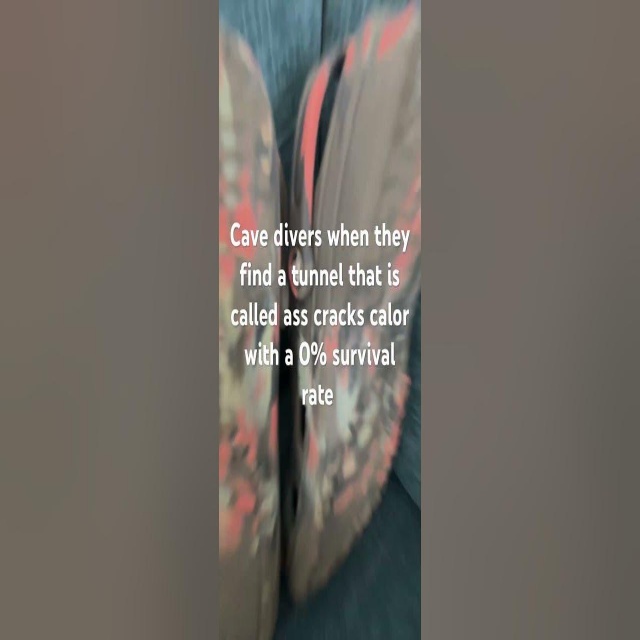 Cave divers when they
find a tunnel that is
called ass cracks calor
with a 0% survival
rate